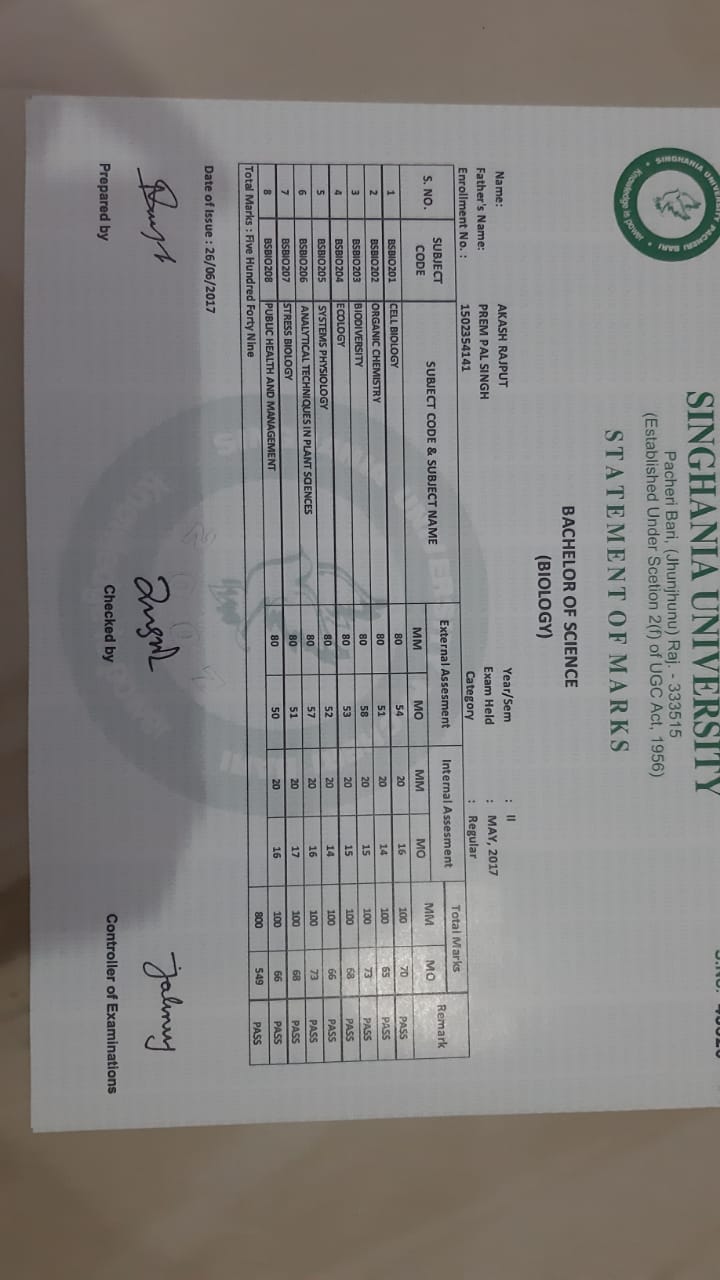 SINGHANIA UNIVERSITY PACHERI BARI
Knowledge is power
SINGHANIA UNIVERSITY
Pacheri Bari, (Jhunjhunu) Raj. - 333515
(Established Under Scetion 2(f) of UGC Act, 1956)
STATEMENT OF MARKS
BACHELOR OF SCIENCE
(BIOLOGY)
Name: AKASH RAJPUT Year/Sem : II
Father's Name: PREM PAL SINGH Exam Held : MAY, 2017
Enrollment No. : 1502354141 Category : Regular
S. NO. SUBJECT CODE SUBJECT CODE & SUBJECT NAME External Assesment Internal Assesment Total Marks Remark
MM MO MM MO MM MO
1 BSBIO201 CELL BIOLOGY 80 54 20 16 100 70 PASS
2 BSBIO202 ORGANIC CHEMISTRY 80 51 20 14 100 65 PASS
3 BSBIO203 BIODIVERSITY 80 58 20 15 100 73 PASS
4 BSBIO204 ECOLOGY 80 53 20 15 100 68 PASS
5 BSBIO205 SYSTEMS PHYSIOLOGY 80 52 20 14 100 66 PASS
6 BSBIO206 ANALYTICAL TECHNIQUES IN PLANT SCIENCES 80 57 20 16 100 73 PASS
7 BSBIO207 STRESS BIOLOGY 80 51 20 17 100 68 PASS
8 BSBIO208 PUBLIC HEALTH AND MANAGEMENT 80 50 20 16 100 66 PASS
Total Marks : Five Hundred Forty Nine 800 549 PASS
Date of Issue : 26/06/2017
Prepared by Checked by Controller of Examinations